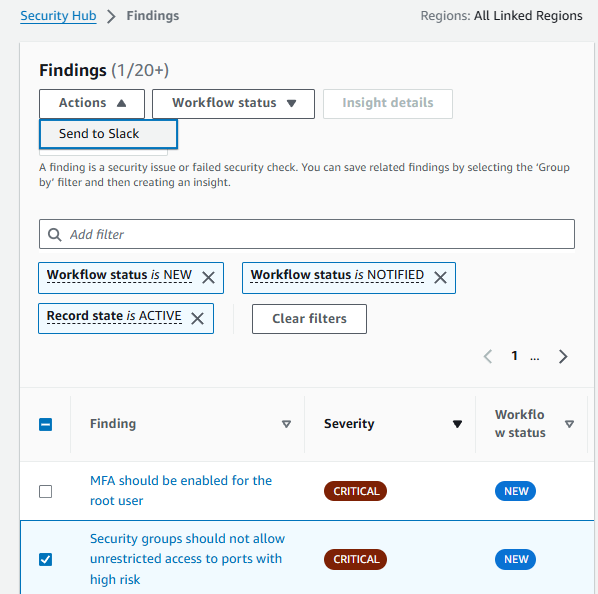 Security Hub > Findings Regions: All Linked Regions
Findings (1/20+)
Actions Workflow status Insight details
Send to Slack
A finding is a security issue or failed security check. You can save related findings by selecting the ‘Group
by’ filter and then creating an insight.
Add filter
Workflow status is NEW Workflow status is NOTIFIED
Record state is ACTIVE Clear filters
1 ...
Finding Severity Workflo
w status
MFA should be enabled for the
root user
CRITICAL NEW
Security groups should not allow
unrestricted access to ports with
high risk
CRITICAL NEW